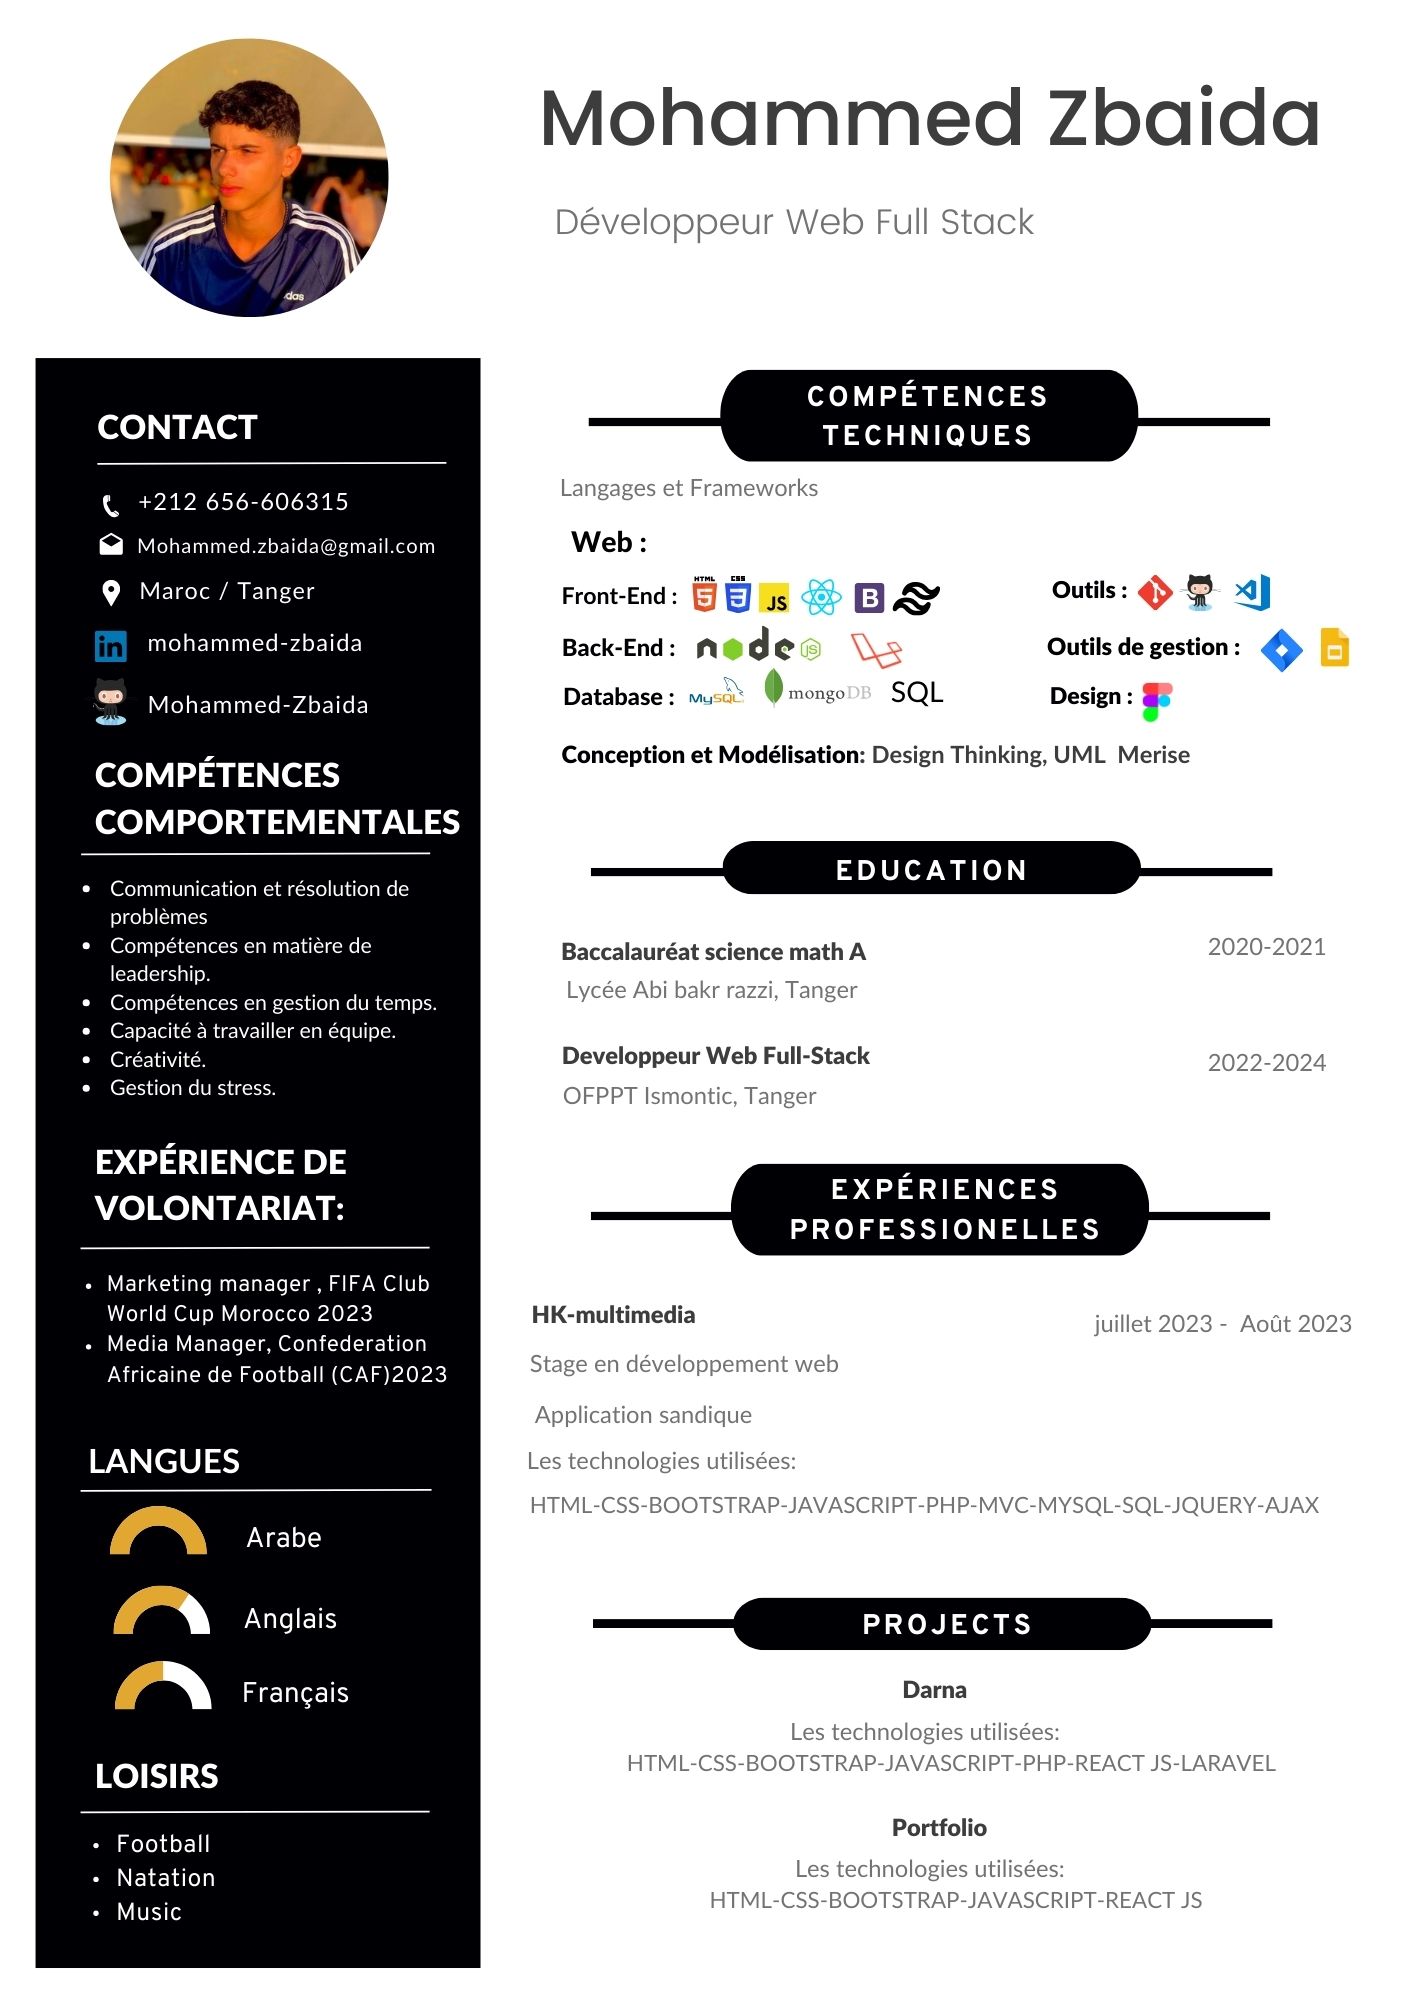 Mohammed Zbaida
Développeur Web Full Stack
das
CONTACT
+212 656-606315
Mohammed.zbaida@gmail.com
Maroc / Tanger
in mohammed-zbaida
Mohammed-Zbaida
COMPÉTENCES
COMPORTEMENTALES
• Communication et résolution de
problèmes
• Compétences en matière de
leadership.
• Compétences en gestion du temps.
• Capacité à travailler en équipe.
• Créativité.
• Gestion du stress.
EXPÉRIENCE DE
VOLONTARIAT:
• Marketing manager , FIFA Club
World Cup Morocco 2023
• Media Manager, Confederation
Africaine de Football (CAF)2023
LANGUES
Arabe
Anglais
Français
LOISIRS
• Football
• Natation
• Music
COMPÉTENCES
TECHNIQUES
Langages et Frameworks
Web :
Front-End : HTML 5 CSS 3 JS B
Outils :
Back-End : node JS
Outils de gestion :
Database : MySQL mongoDB SQL
Design :
Conception et Modélisation: Design Thinking, UML Merise
EDUCATION
Baccalauréat science math A 2020-2021
Lycée Abi bakr razzi, Tanger
Developpeur Web Full-Stack 2022-2024
OFPPT Ismontic, Tanger
EXPÉRIENCES
PROFESSIONELLES
HK-multimedia juillet 2023 - Août 2023
Stage en développement web
Application sandique
Les technologies utilisées:
HTML-CSS-BOOTSTRAP-JAVASCRIPT-PHP-MVC-MYSQL-SQL-JQUERY-AJAX
PROJECTS
Darna
Les technologies utilisées:
HTML-CSS-BOOTSTRAP-JAVASCRIPT-PHP-REACT JS-LARAVEL
Portfolio
Les technologies utilisées:
HTML-CSS-BOOTSTRAP-JAVASCRIPT-REACT JS